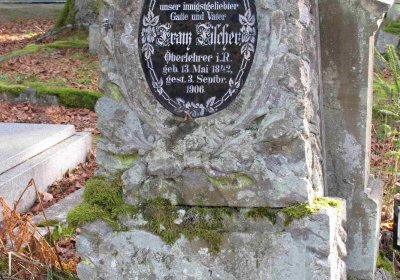 unser innigstgeliebter
Gatte und Vater
Franz Fischer
Oberlehrer i.R.
geb. 13. Mai 1842,
gest. 3. Septbr.
1906.